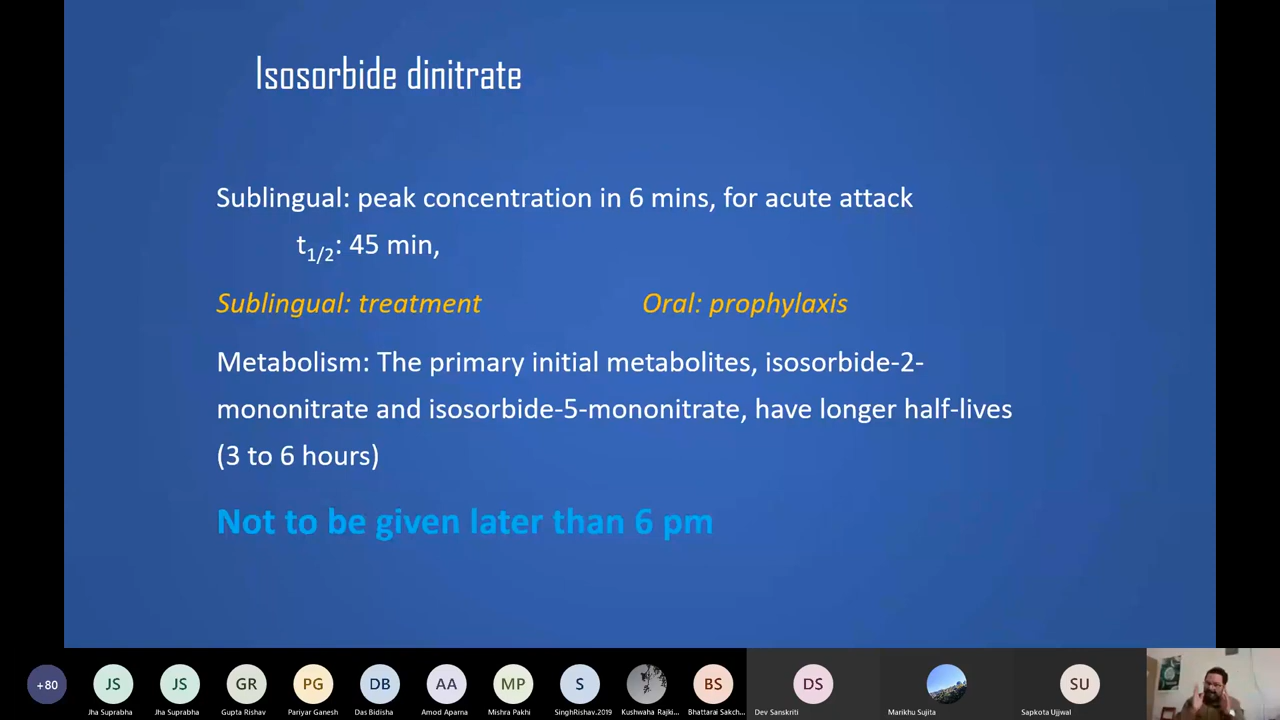 Isosorbide dinitrate
Sublingual: peak concentration in 6 mins, for acute attack
t1/2: 45 min,
Sublingual: treatment Oral: prophylaxis
Metabolism: The primary initial metabolites, isosorbide-2-
mononitrate and isosorbide-5-mononitrate, have longer half-lives
(3 to 6 hours)
Not to be given later than 6 pm
+80 JS JS GR PG DB AA MP S BS DS SU
Jha Suprabha Jha Suprabha Gupta Rishav Pariyar Ganesh Das Bidisha Amod Aparna Mishra Pakhi SinghRishav.2019 Kushwaha Rajki... Bhattarai Sakch... Dev Sanskriti Marikhu Sujita Sapkota Ujjwal